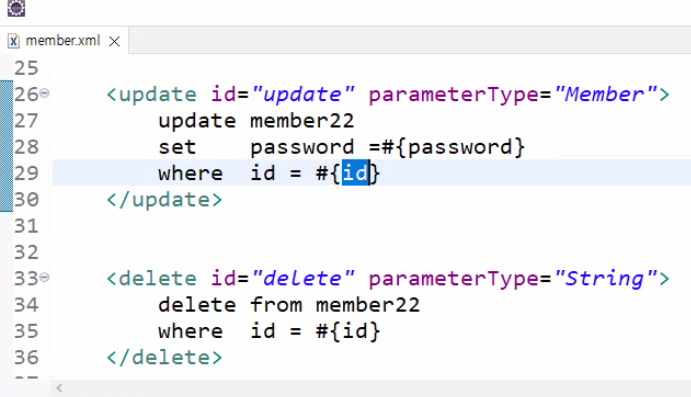 member.xml
25
26 <update id="update" parameterType="Member">
27 update member22
28 set password =#{password}
29 where id = #{id}
30 </update>
31
32
33 <delete id="delete" parameterType="String">
34 delete from member22
35 where id = #{id}
36 </delete>